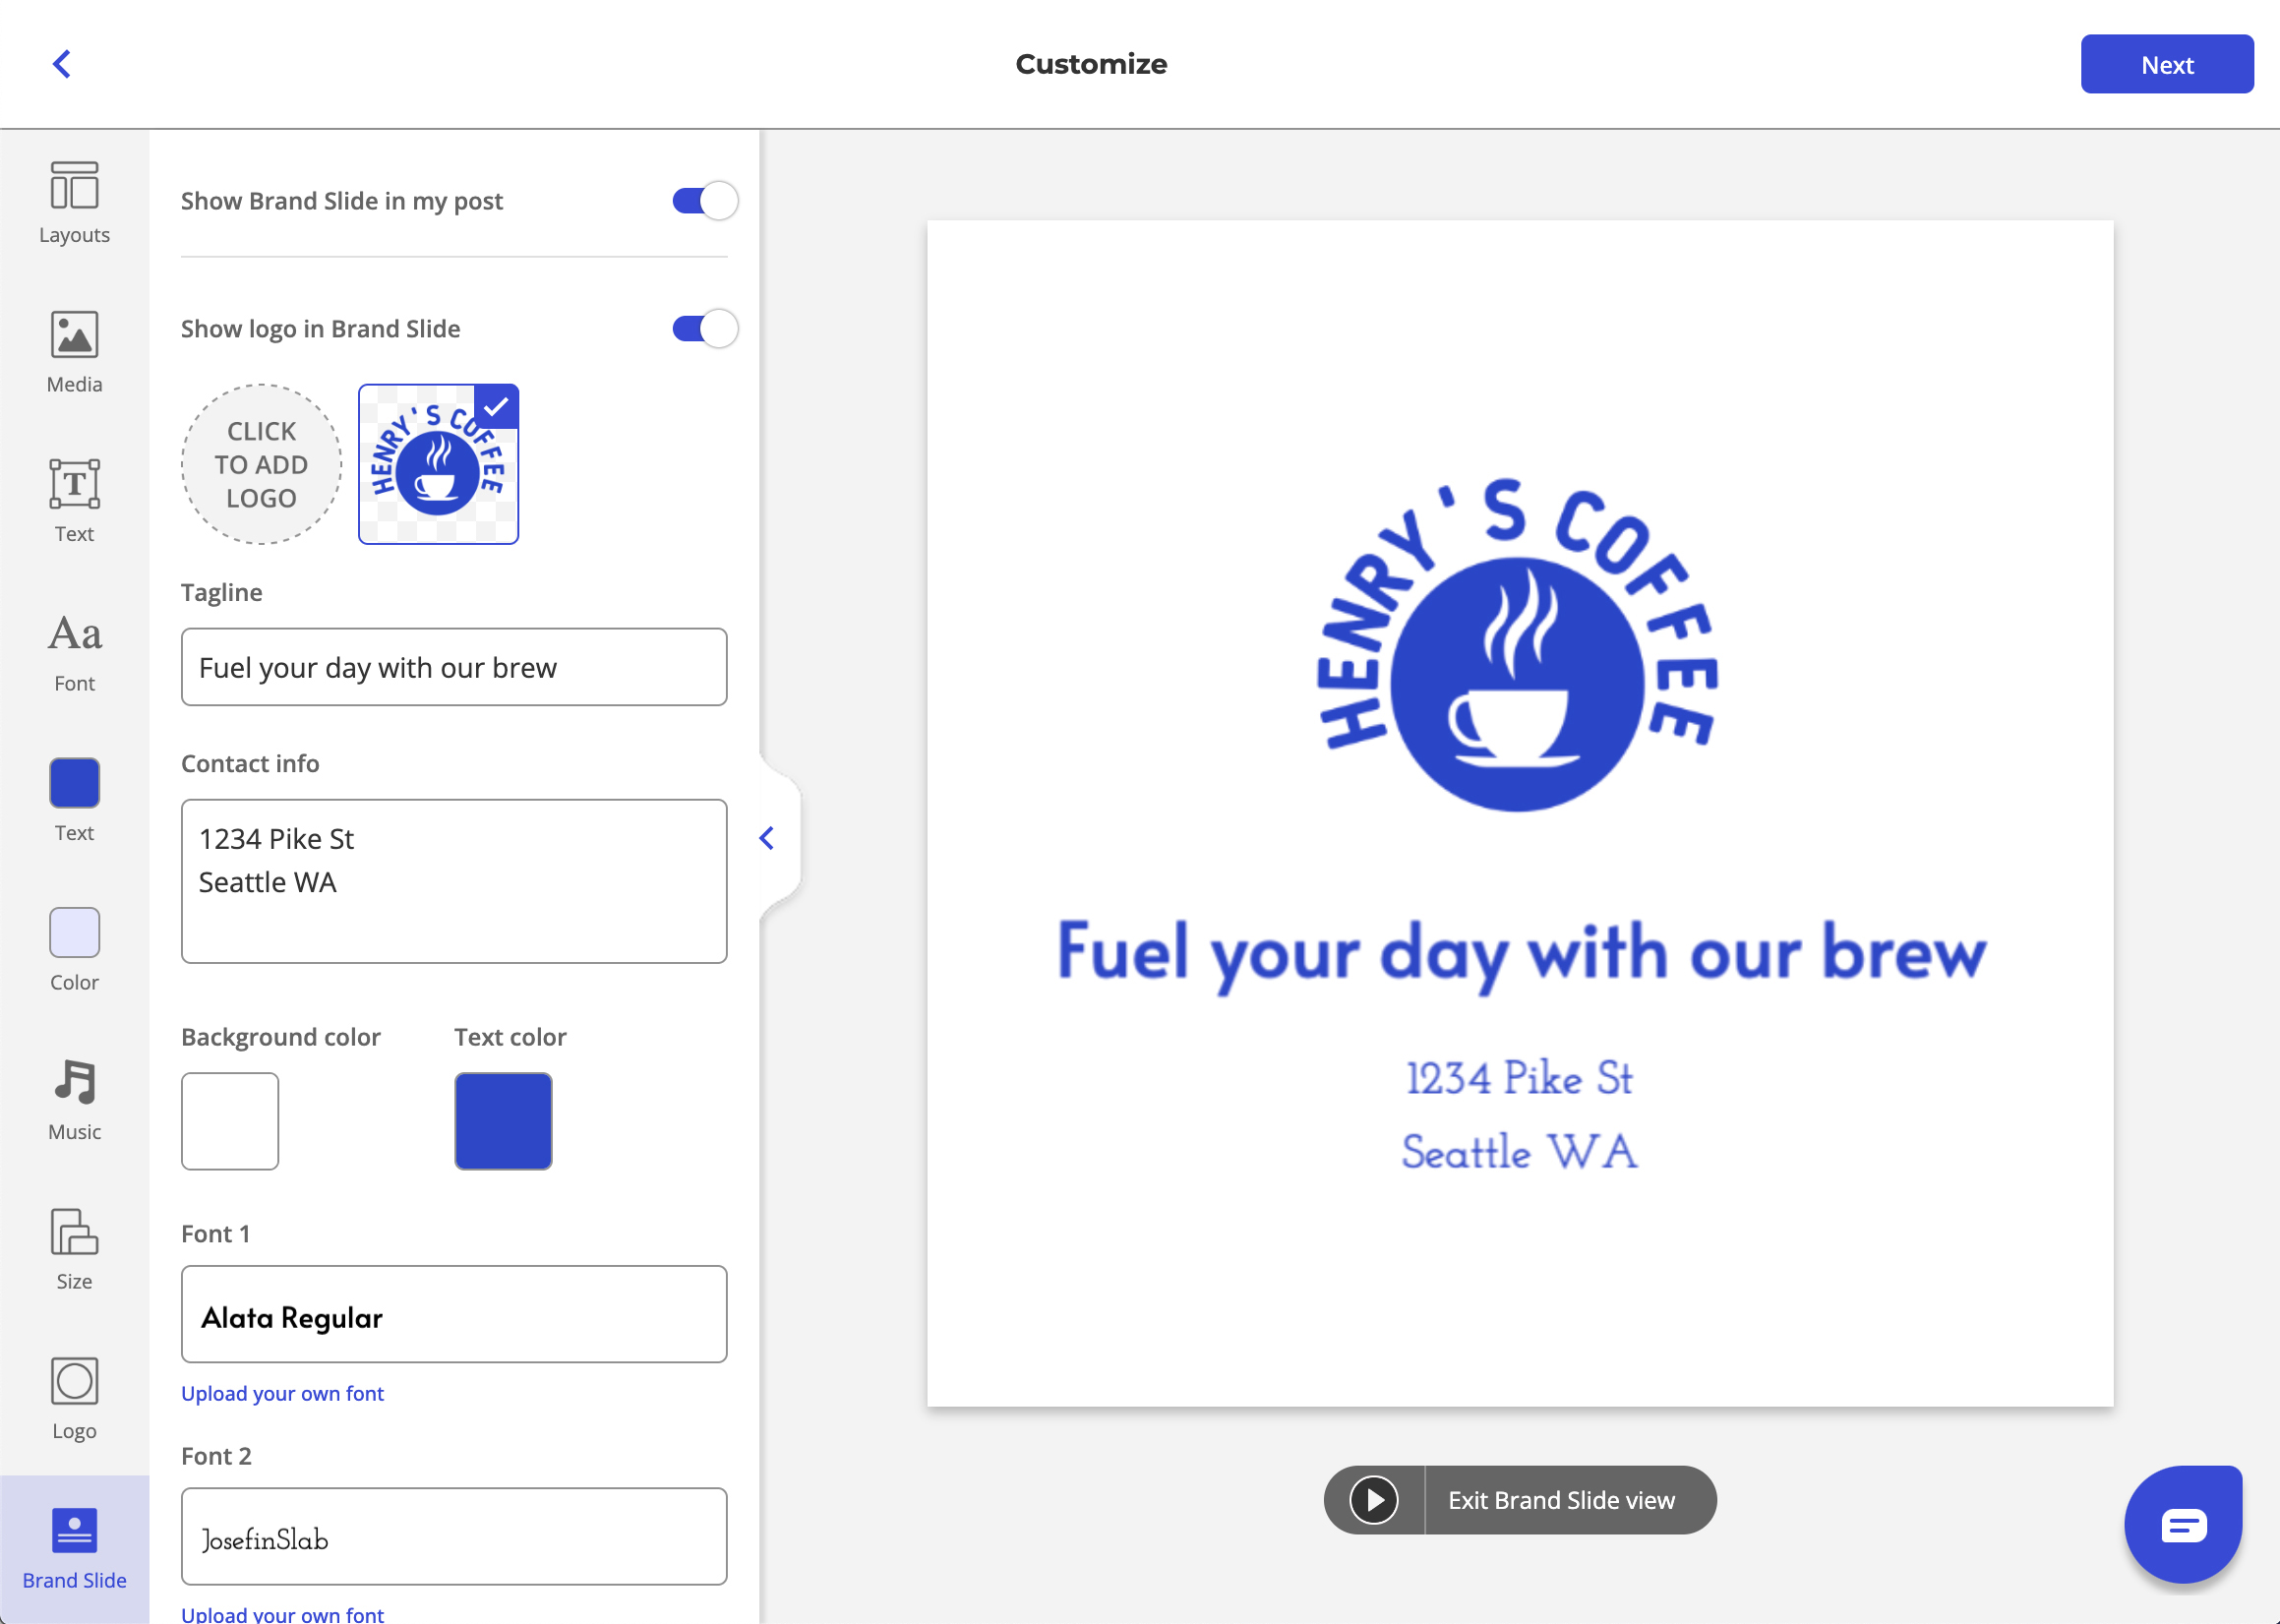 Customize
Next
Layouts
Media
Text
Aa
Font
Text
Color
Music
Size
Logo
Brand Slide
Show Brand Slide in my post
Show logo in Brand Slide
CLICK
TO ADD
LOGO
HENRY'S COFFEE
Tagline
Fuel your day with our brew
Contact info
1234 Pike St
Seattle WA
Background color
Text color
Font 1
Alata Regular
Upload your own font
Font 2
JosefinSlab
Upload your own font
HENRY'S COFFEE
Fuel your day with our brew
1234 Pike St
Seattle WA
Exit Brand Slide view